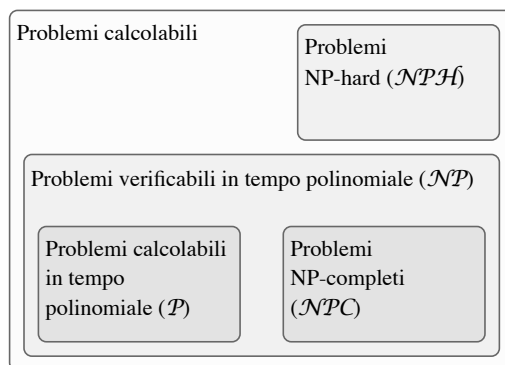 Problemi calcolabili
Problemi
NP-hard (𝒩𝒫ℋ)
Problemi verificabili in tempo polinomiale (𝒩𝒫)
Problemi calcolabili
in tempo
polinomiale (𝒫)
Problemi
NP-completi
(𝒩𝒫𝒞)